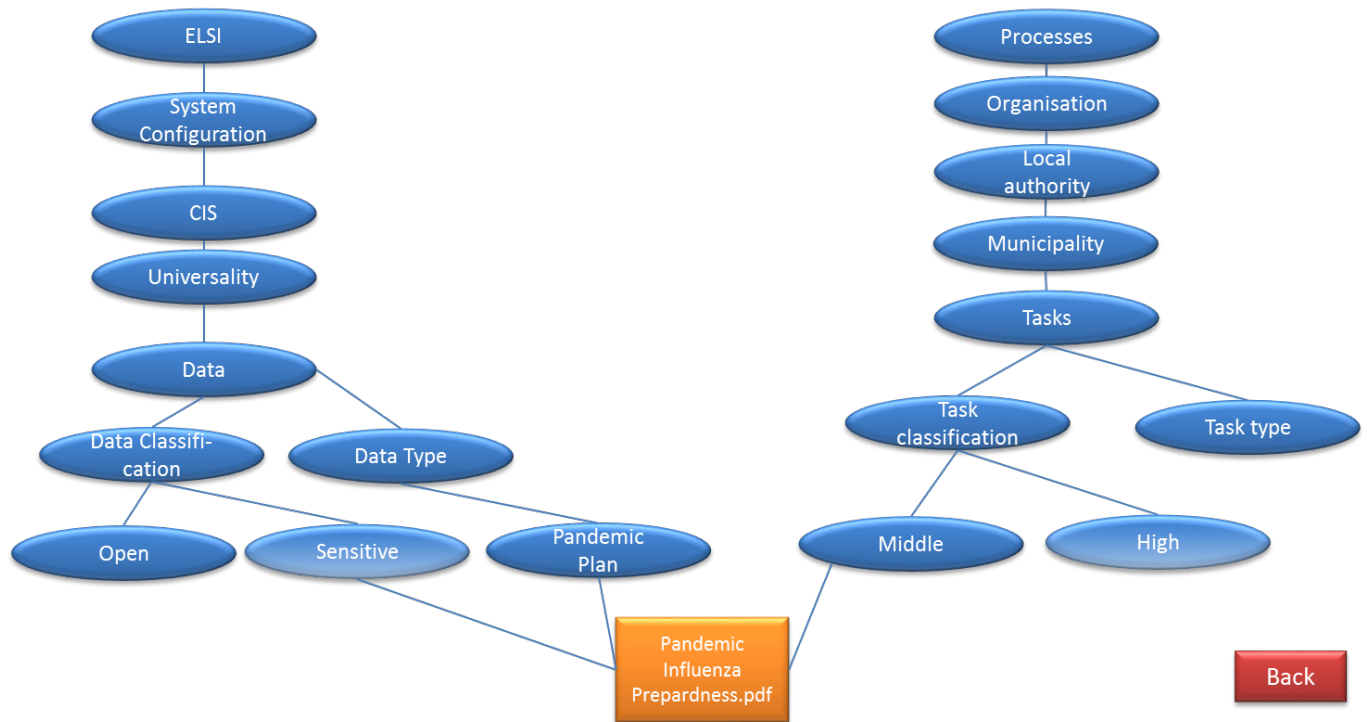 ELSI
System
Configuration
CIS
Universality
Data
Data Classifi-
cation
Data Type
Open
Sensitive
Pandemic
Plan
Processes
Organisation
Local
authority
Municipality
Tasks
Task
classification
Task type
Middle
High
Pandemic
Influenza
Prepardness.pdf
Back